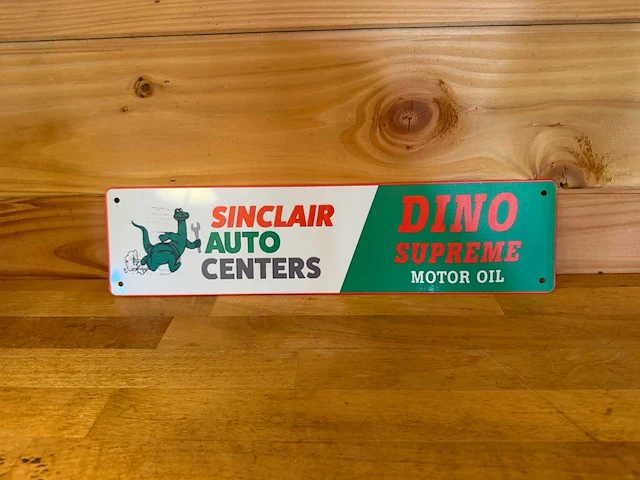 SINCLAIR
AUTO
CENTERS
DINO
SUPREME
MOTOR OIL